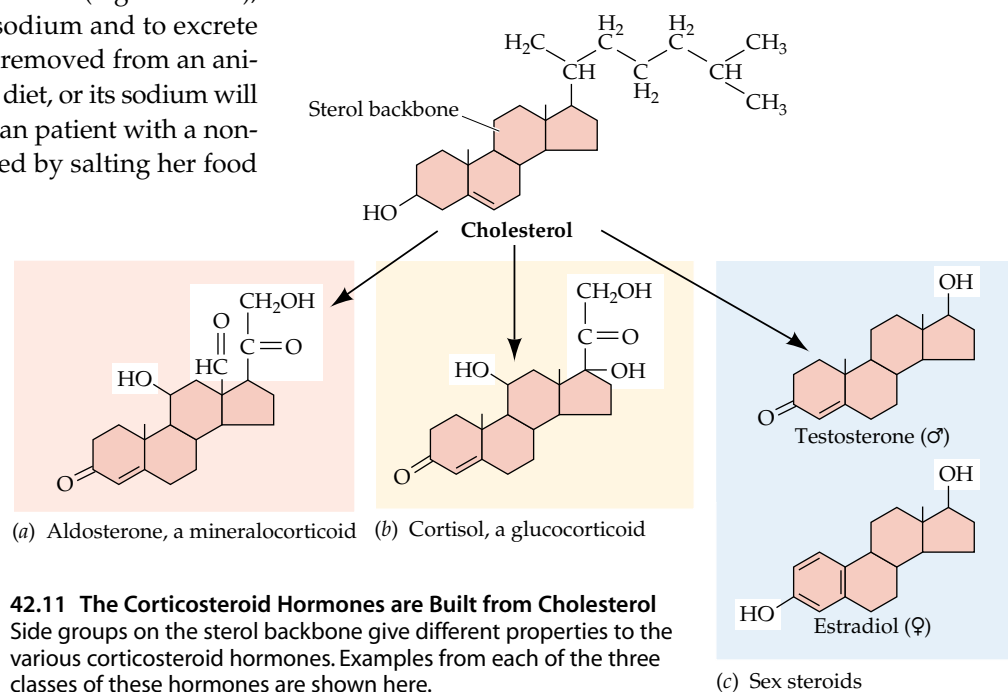 sodium and to excrete
removed from an ani-
diet, or its sodium will
an patient with a non-
ed by salting her food
H₂C
H₂
C
H₂
C
CH₃
CH
C
H₂
CH
CH₃
Sterol backbone
HO
Cholesterol
CH₂OH
O
HC
C=O
HO
O
(a) Aldosterone, a mineralocorticoid
CH₂OH
C=O
HO
OH
O
(b) Cortisol, a glucocorticoid
OH
O
Testosterone (♂)
OH
HO
Estradiol (♀)
(c) Sex steroids
42.11 The Corticosteroid Hormones are Built from Cholesterol
Side groups on the sterol backbone give different properties to the
various corticosteroid hormones. Examples from each of the three
classes of these hormones are shown here.